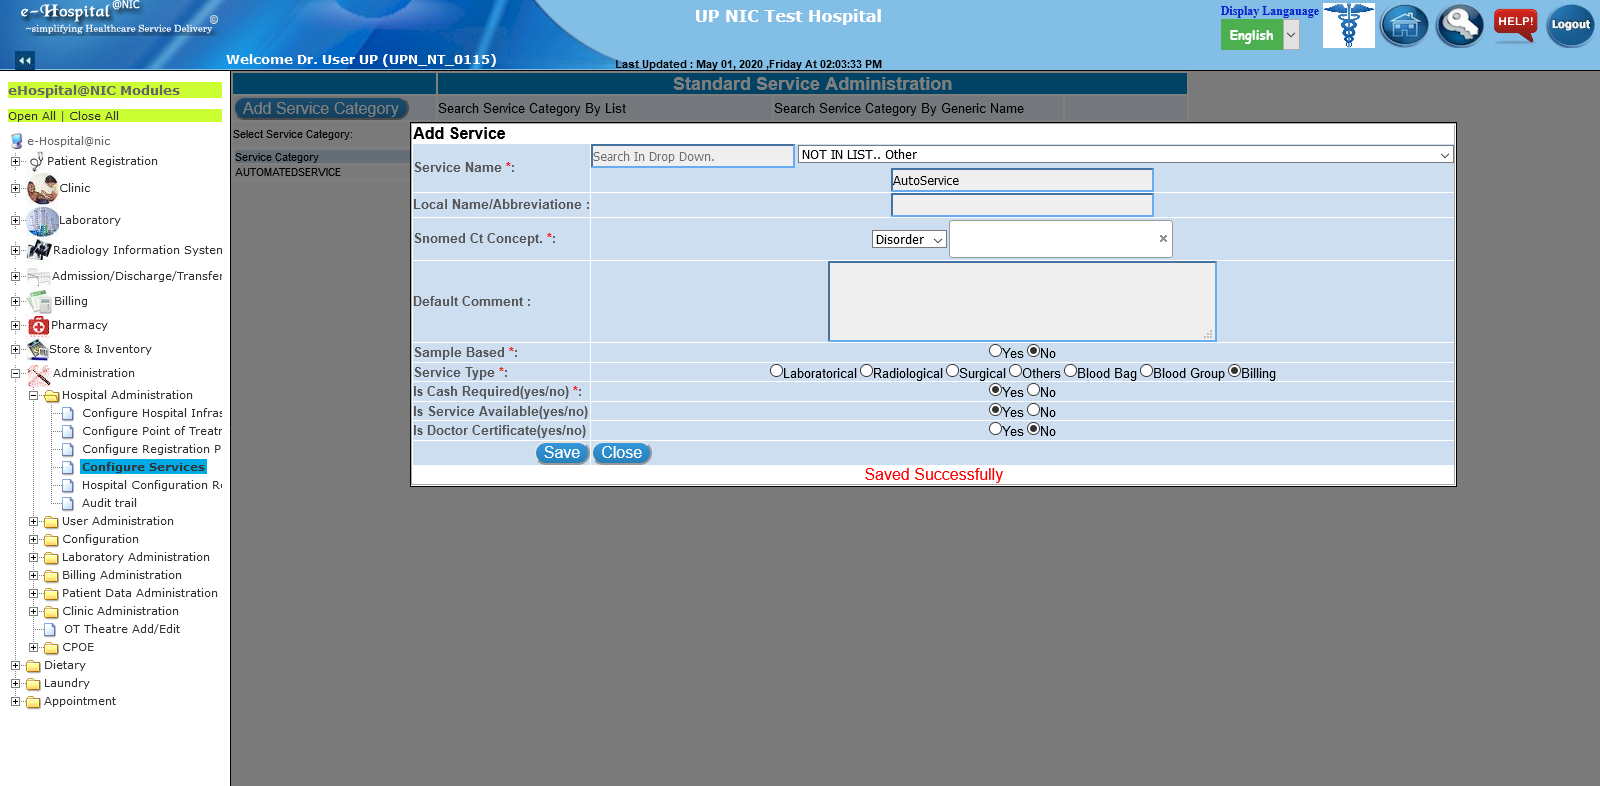 e-Hospital @NIC ©
~simplifying Healthcare Service Delivery
UP NIC Test Hospital
Display Langauage
English
HELP!
Logout
Welcome Dr. User UP (UPN_NT_0115)
Last Updated : May 01, 2020 ,Friday At 02:03:33 PM
eHospital@NIC Modules
Open All | Close All
e-Hospital@nic
Patient Registration
Clinic
Laboratory
Radiology Information System
Admission/Discharge/Transfer
Billing
Pharmacy
Store & Inventory
Administration
Hospital Administration
Configure Hospital Infras
Configure Point of Treatr
Configure Registration P
Configure Services
Hospital Configuration R
Audit trail
User Administration
Configuration
Laboratory Administration
Billing Administration
Patient Data Administration
Clinic Administration
OT Theatre Add/Edit
CPOE
Dietary
Laundry
Appointment
Standard Service Administration
Add Service Category
Search Service Category By List
Search Service Category By Generic Name
Select Service Category:
Service Category
AUTOMATEDSERVICE
Add Service
Service Name *:
Search In Drop Down.
NOT IN LIST.. Other
AutoService
Local Name/Abbreviatione :
Snomed Ct Concept. *:
Disorder
×
Default Comment :
Sample Based *:
Yes No
Service Type *:
Laboratorical Radiological Surgical Others Blood Bag Blood Group Billing
Is Cash Required(yes/no) *:
Yes No
Is Service Available(yes/no)
Yes No
Is Doctor Certificate(yes/no)
Yes No
Save Close
Saved Successfully